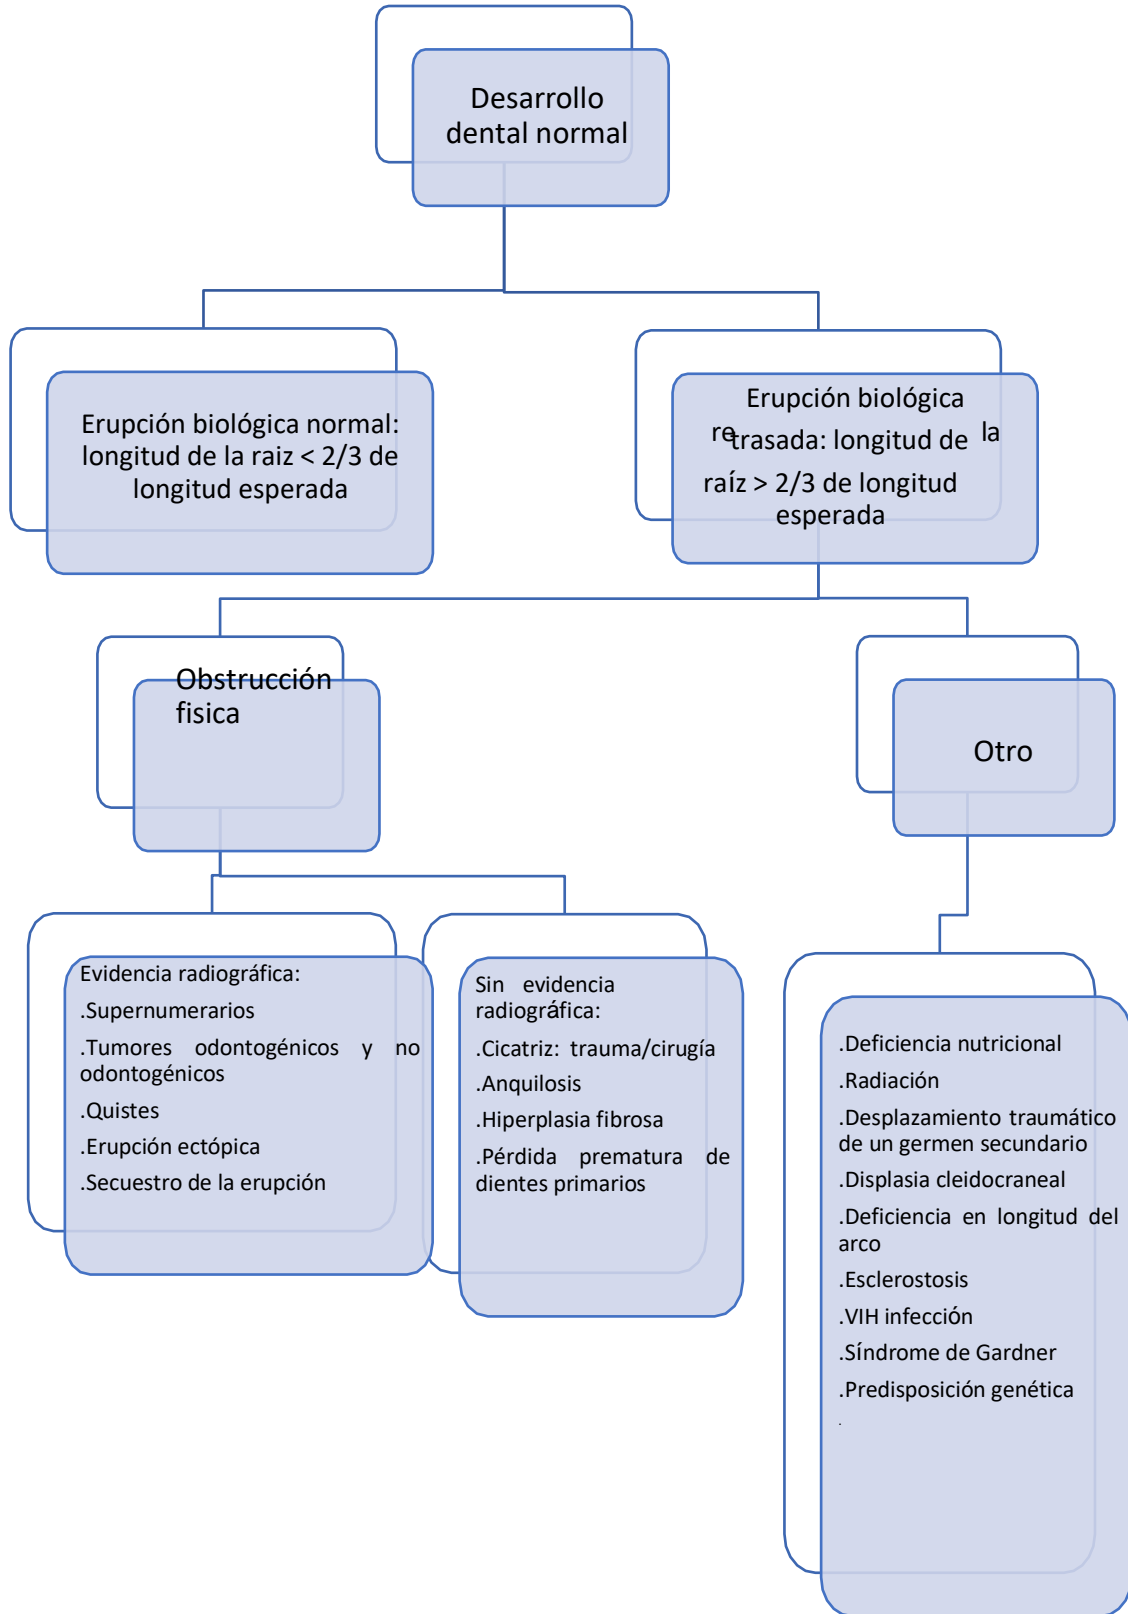 Desarrollo
dental normal
Erupción biológica normal:
longitud de la raiz < 2/3 de
longitud esperada
Erupción biológica
retrasada: longitud de la
raíz > 2/3 de longitud
esperada
Obstrucción
fisica
Otro
Evidencia radiográfica:
.Supernumerarios
.Tumores odontogénicos y no
odontogénicos
.Quistes
.Erupción ectópica
.Secuestro de la erupción
Sin evidencia
radiográfica:
.Cicatriz: trauma/cirugía
.Anquilosis
.Hiperplasia fibrosa
.Pérdida prematura de
dientes primarios
.Deficiencia nutricional
.Radiación
.Desplazamiento traumático
de un germen secundario
.Displasia cleidocraneal
.Deficiencia en longitud del
arco
.Esclerostosis
.VIH infección
.Síndrome de Gardner
.Predisposición genética
.